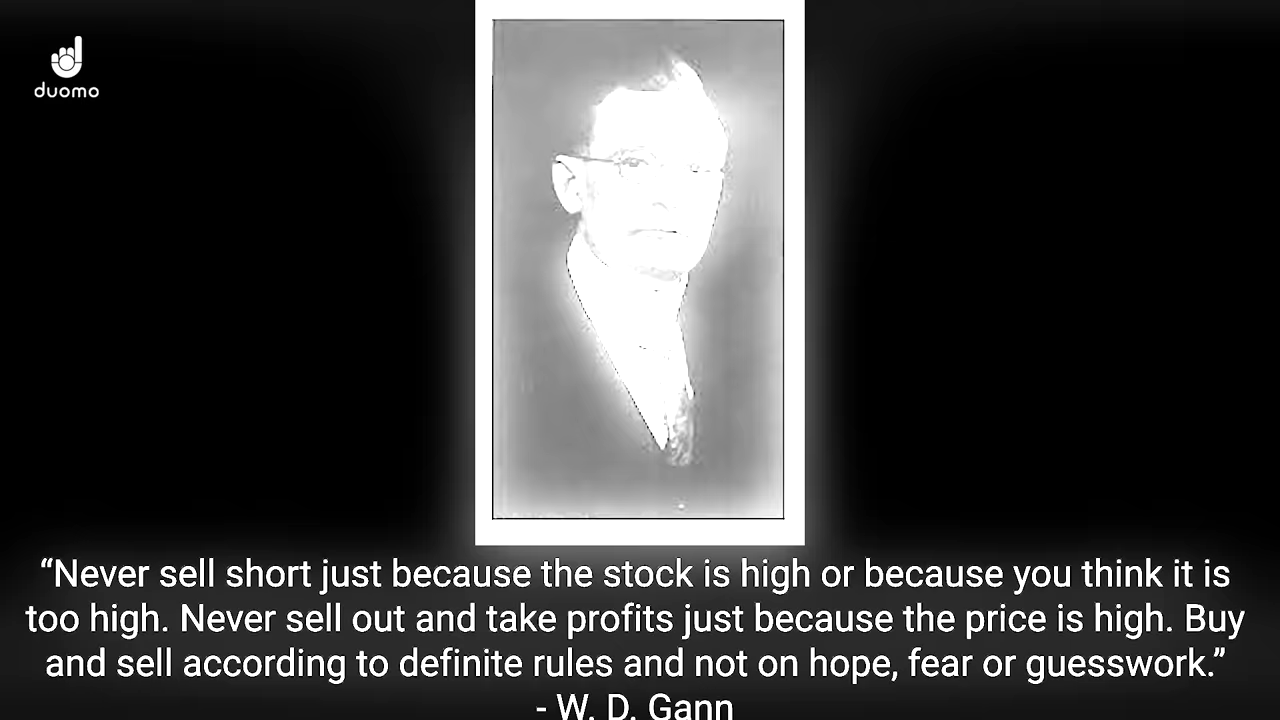 duomo
“Never sell short just because the stock is high or because you think it is
too high. Never sell out and take profits just because the price is high. Buy
and sell according to definite rules and not on hope, fear or guesswork.”
- W. D. Gann